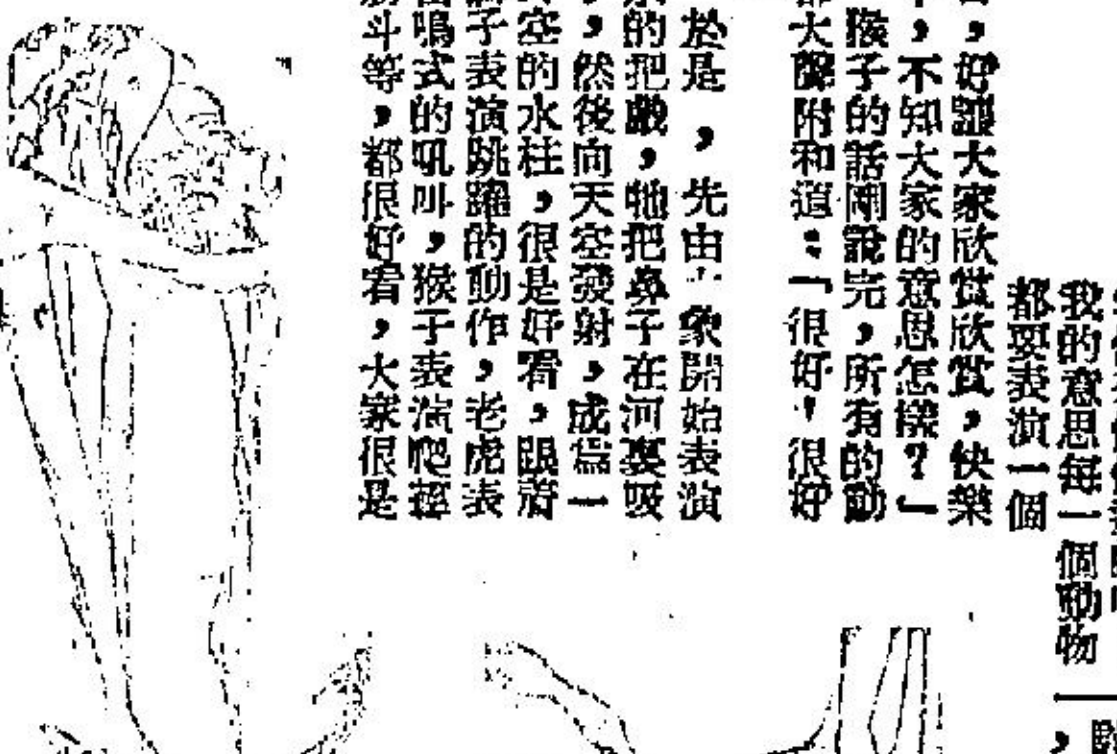 我的意思每一個動物
都要表演一個
，好讓大家欣賞欣賞，快樂
，不知大家的意思怎樣？」
猴子的話剛說完，所有的動
大聲附和道：「很好！很好
於是，先由大象開始表演
的把戲，牠把鼻子在河裏吸
，然後向天空發射，成爲一
空的水柱，很是好看，跟着
子表演跳躍的動作，老虎表
鳴式的吼叫，猴子表演爬
斗等，都很好看，大家很是